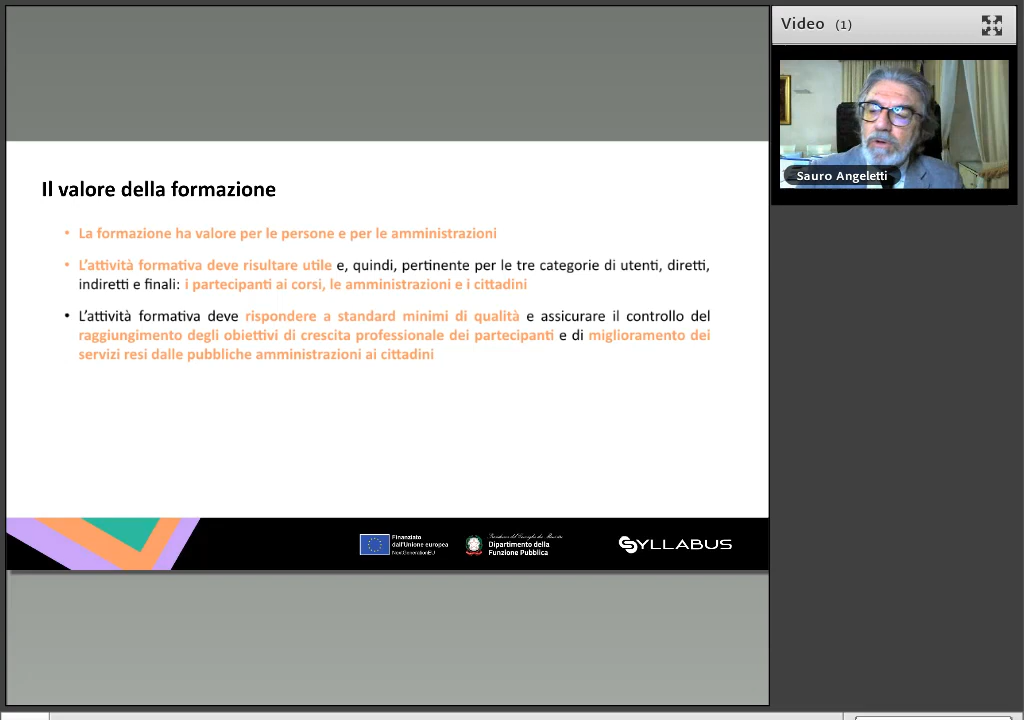 Video (1)
Sauro Angeletti
Il valore della formazione
• La formazione ha valore per le persone e per le amministrazioni
• L'attività formativa deve risultare utile e, quindi, pertinente per le tre categorie di utenti, diretti,
indiretti e finali: i partecipanti ai corsi, le amministrazioni e i cittadini
• L'attività formativa deve rispondere a standard minimi di qualità e assicurare il controllo del
raggiungimento degli obiettivi di crescita professionale dei partecipanti e di miglioramento dei
servizi resi dalle pubbliche amministrazioni ai cittadini
Finanziato
dall'Unione europea
NextGenerationEU
Dipartimento della
Funzione Pubblica
SYLLABUS